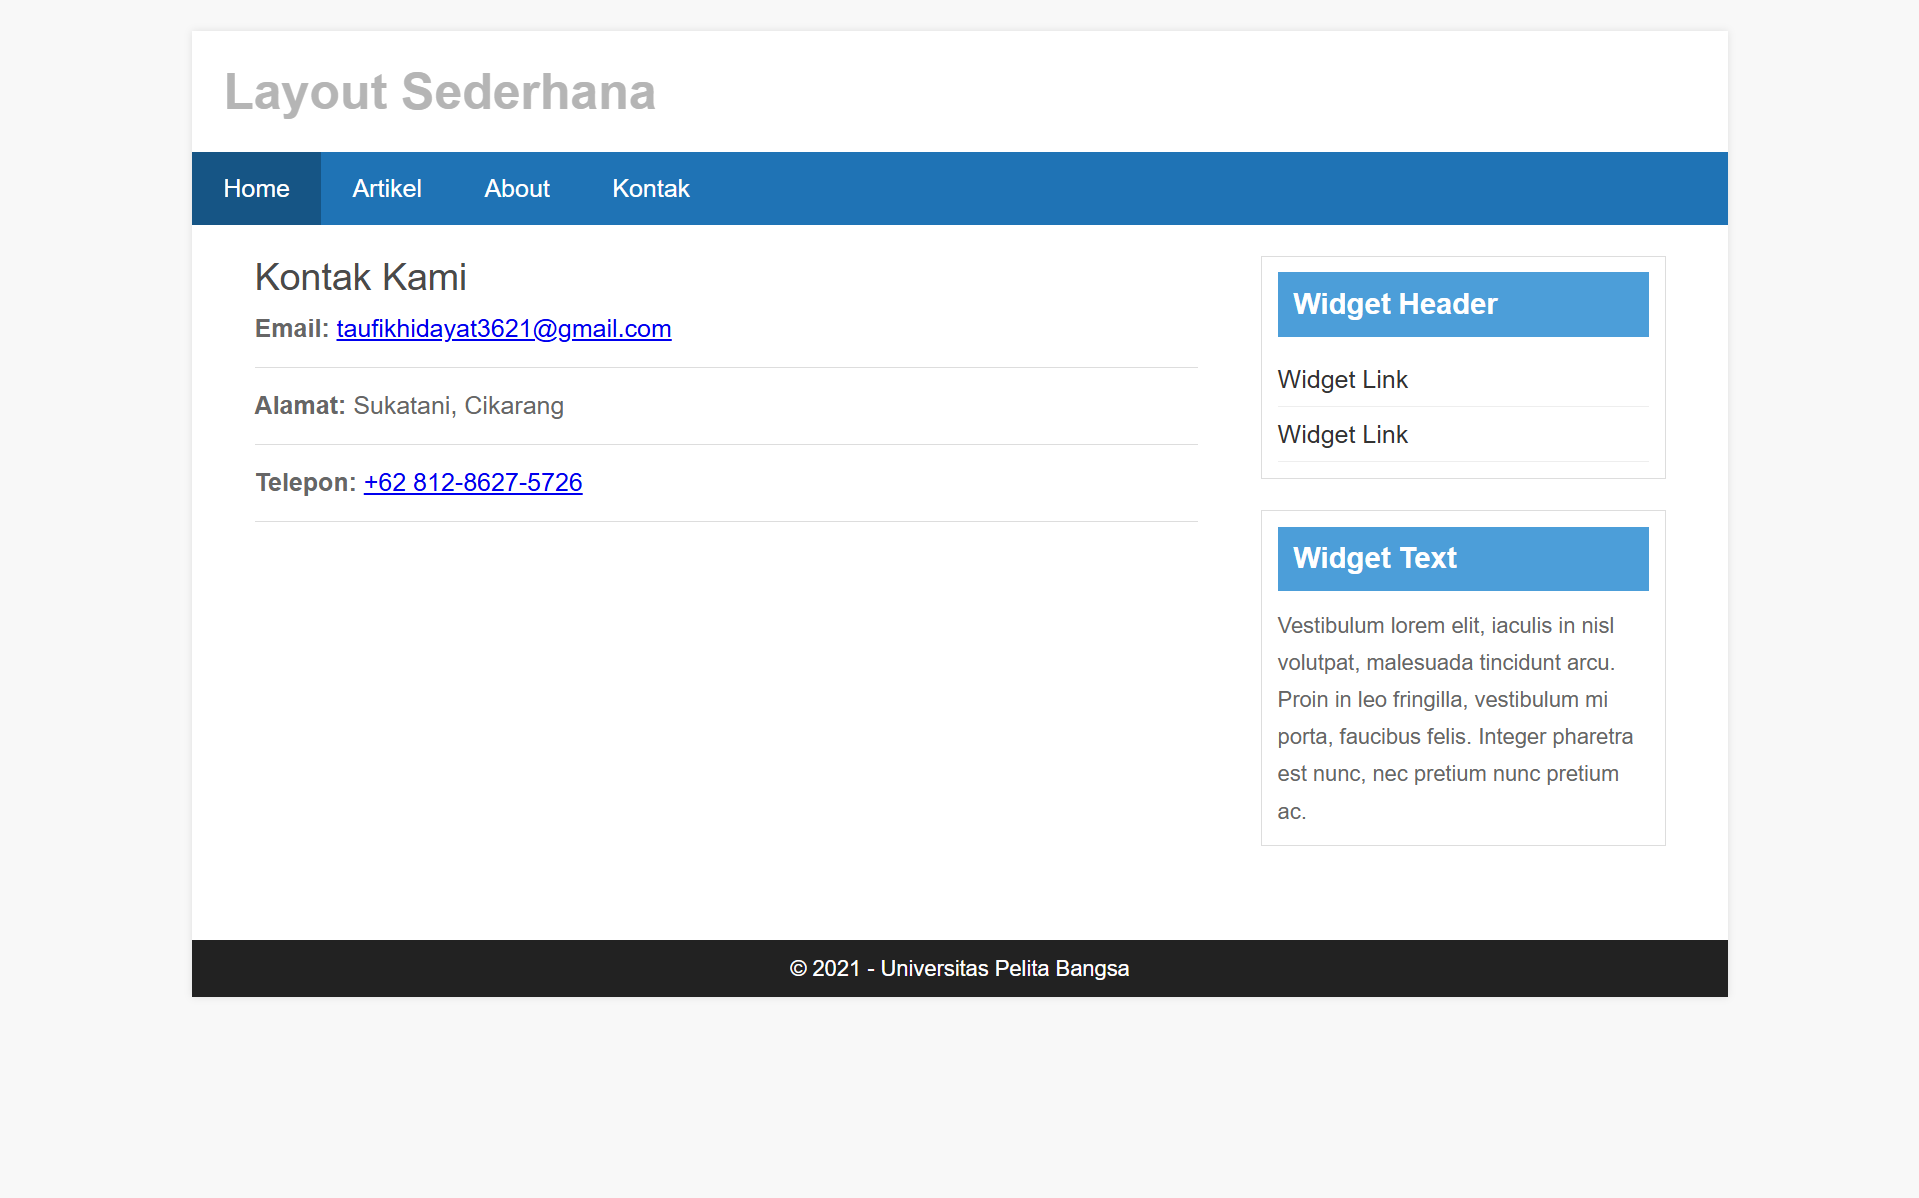 Layout Sederhana
Home Artikel About Kontak
Kontak Kami
Email: taufikhidayat3621@gmail.com
Alamat: Sukatani, Cikarang
Telepon: +62 812-8627-5726
Widget Header
Widget Link
Widget Link
Widget Text
Vestibulum lorem elit, iaculis in nisl
volutpat, malesuada tincidunt arcu.
Proin in leo fringilla, vestibulum mi
porta, faucibus felis. Integer pharetra
est nunc, nec pretium nunc pretium
ac.
© 2021 - Universitas Pelita Bangsa